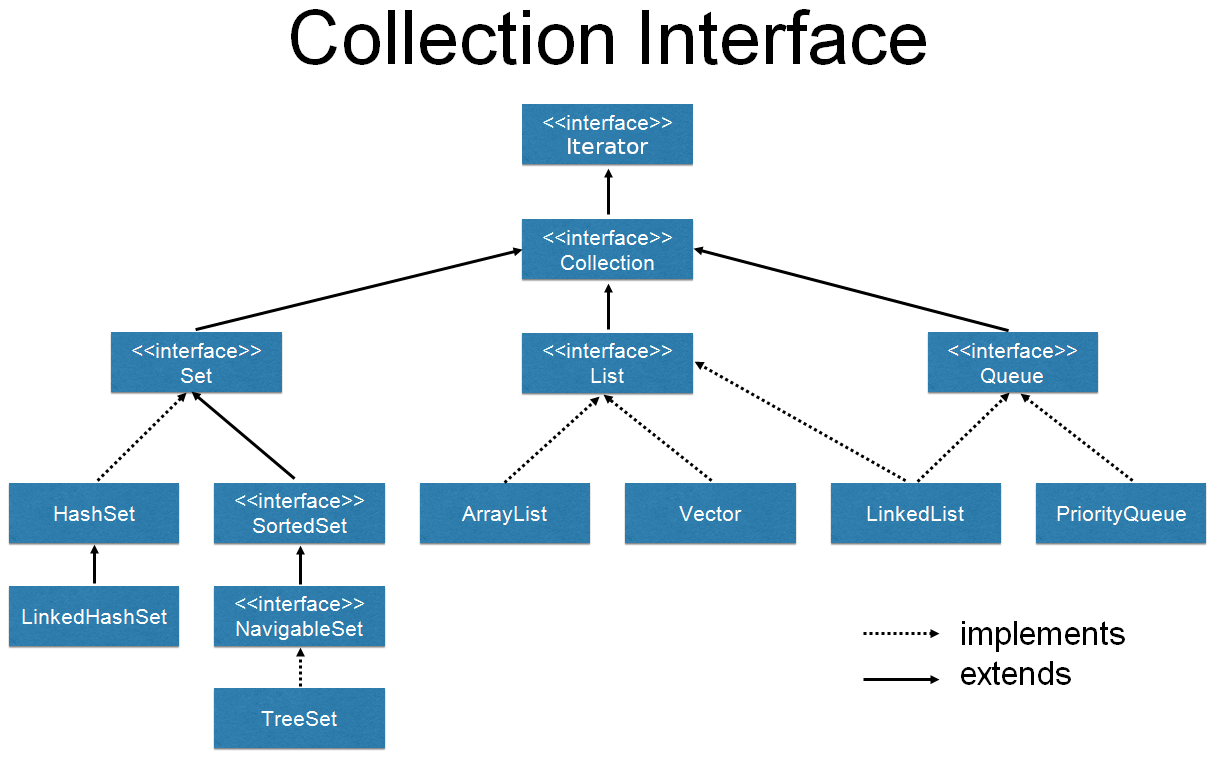 Collection Interface
<<interface>>
Iterator
<<interface>>
Collection
<<interface>>
Set
<<interface>>
List
<<interface>>
Queue
HashSet
<<interface>>
SortedSet
ArrayList
Vector
LinkedList
PriorityQueue
LinkedHashSet
<<interface>>
NavigableSet
TreeSet
implements
extends